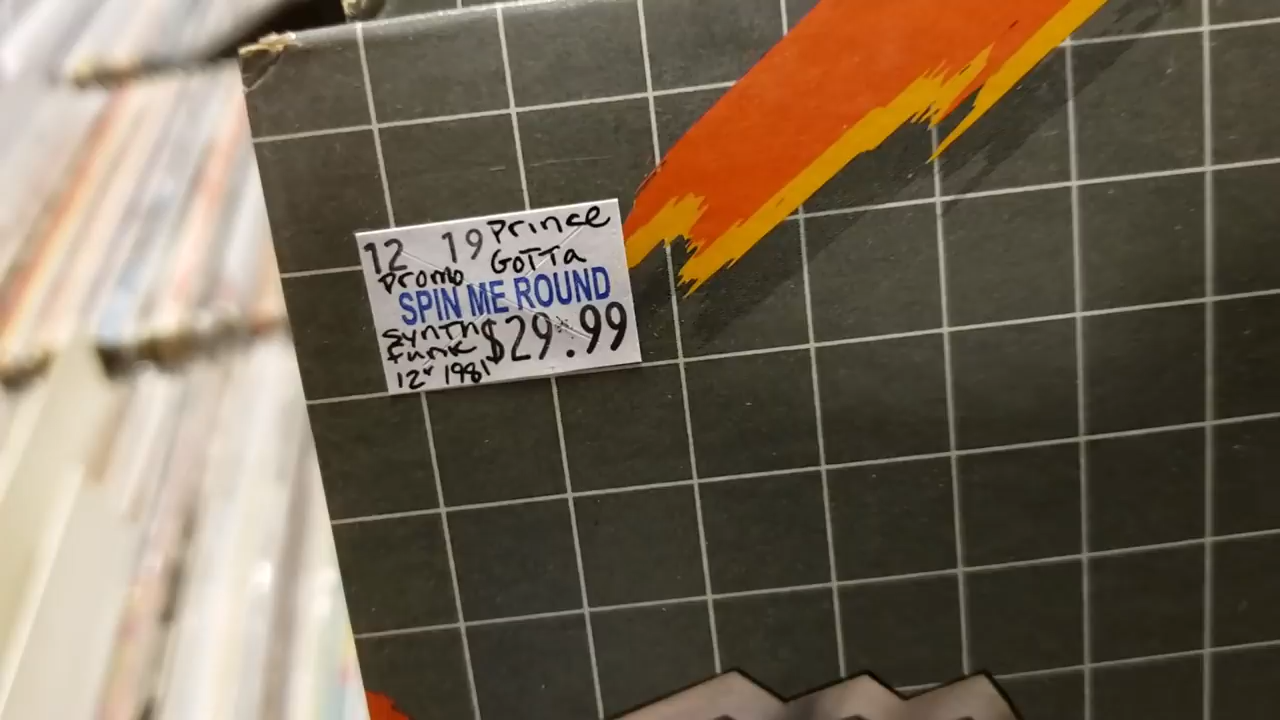 12 19 Prince
Promo GoTTa
SPIN ME ROUND
SYNTH $29.99
Funk
12" 1981